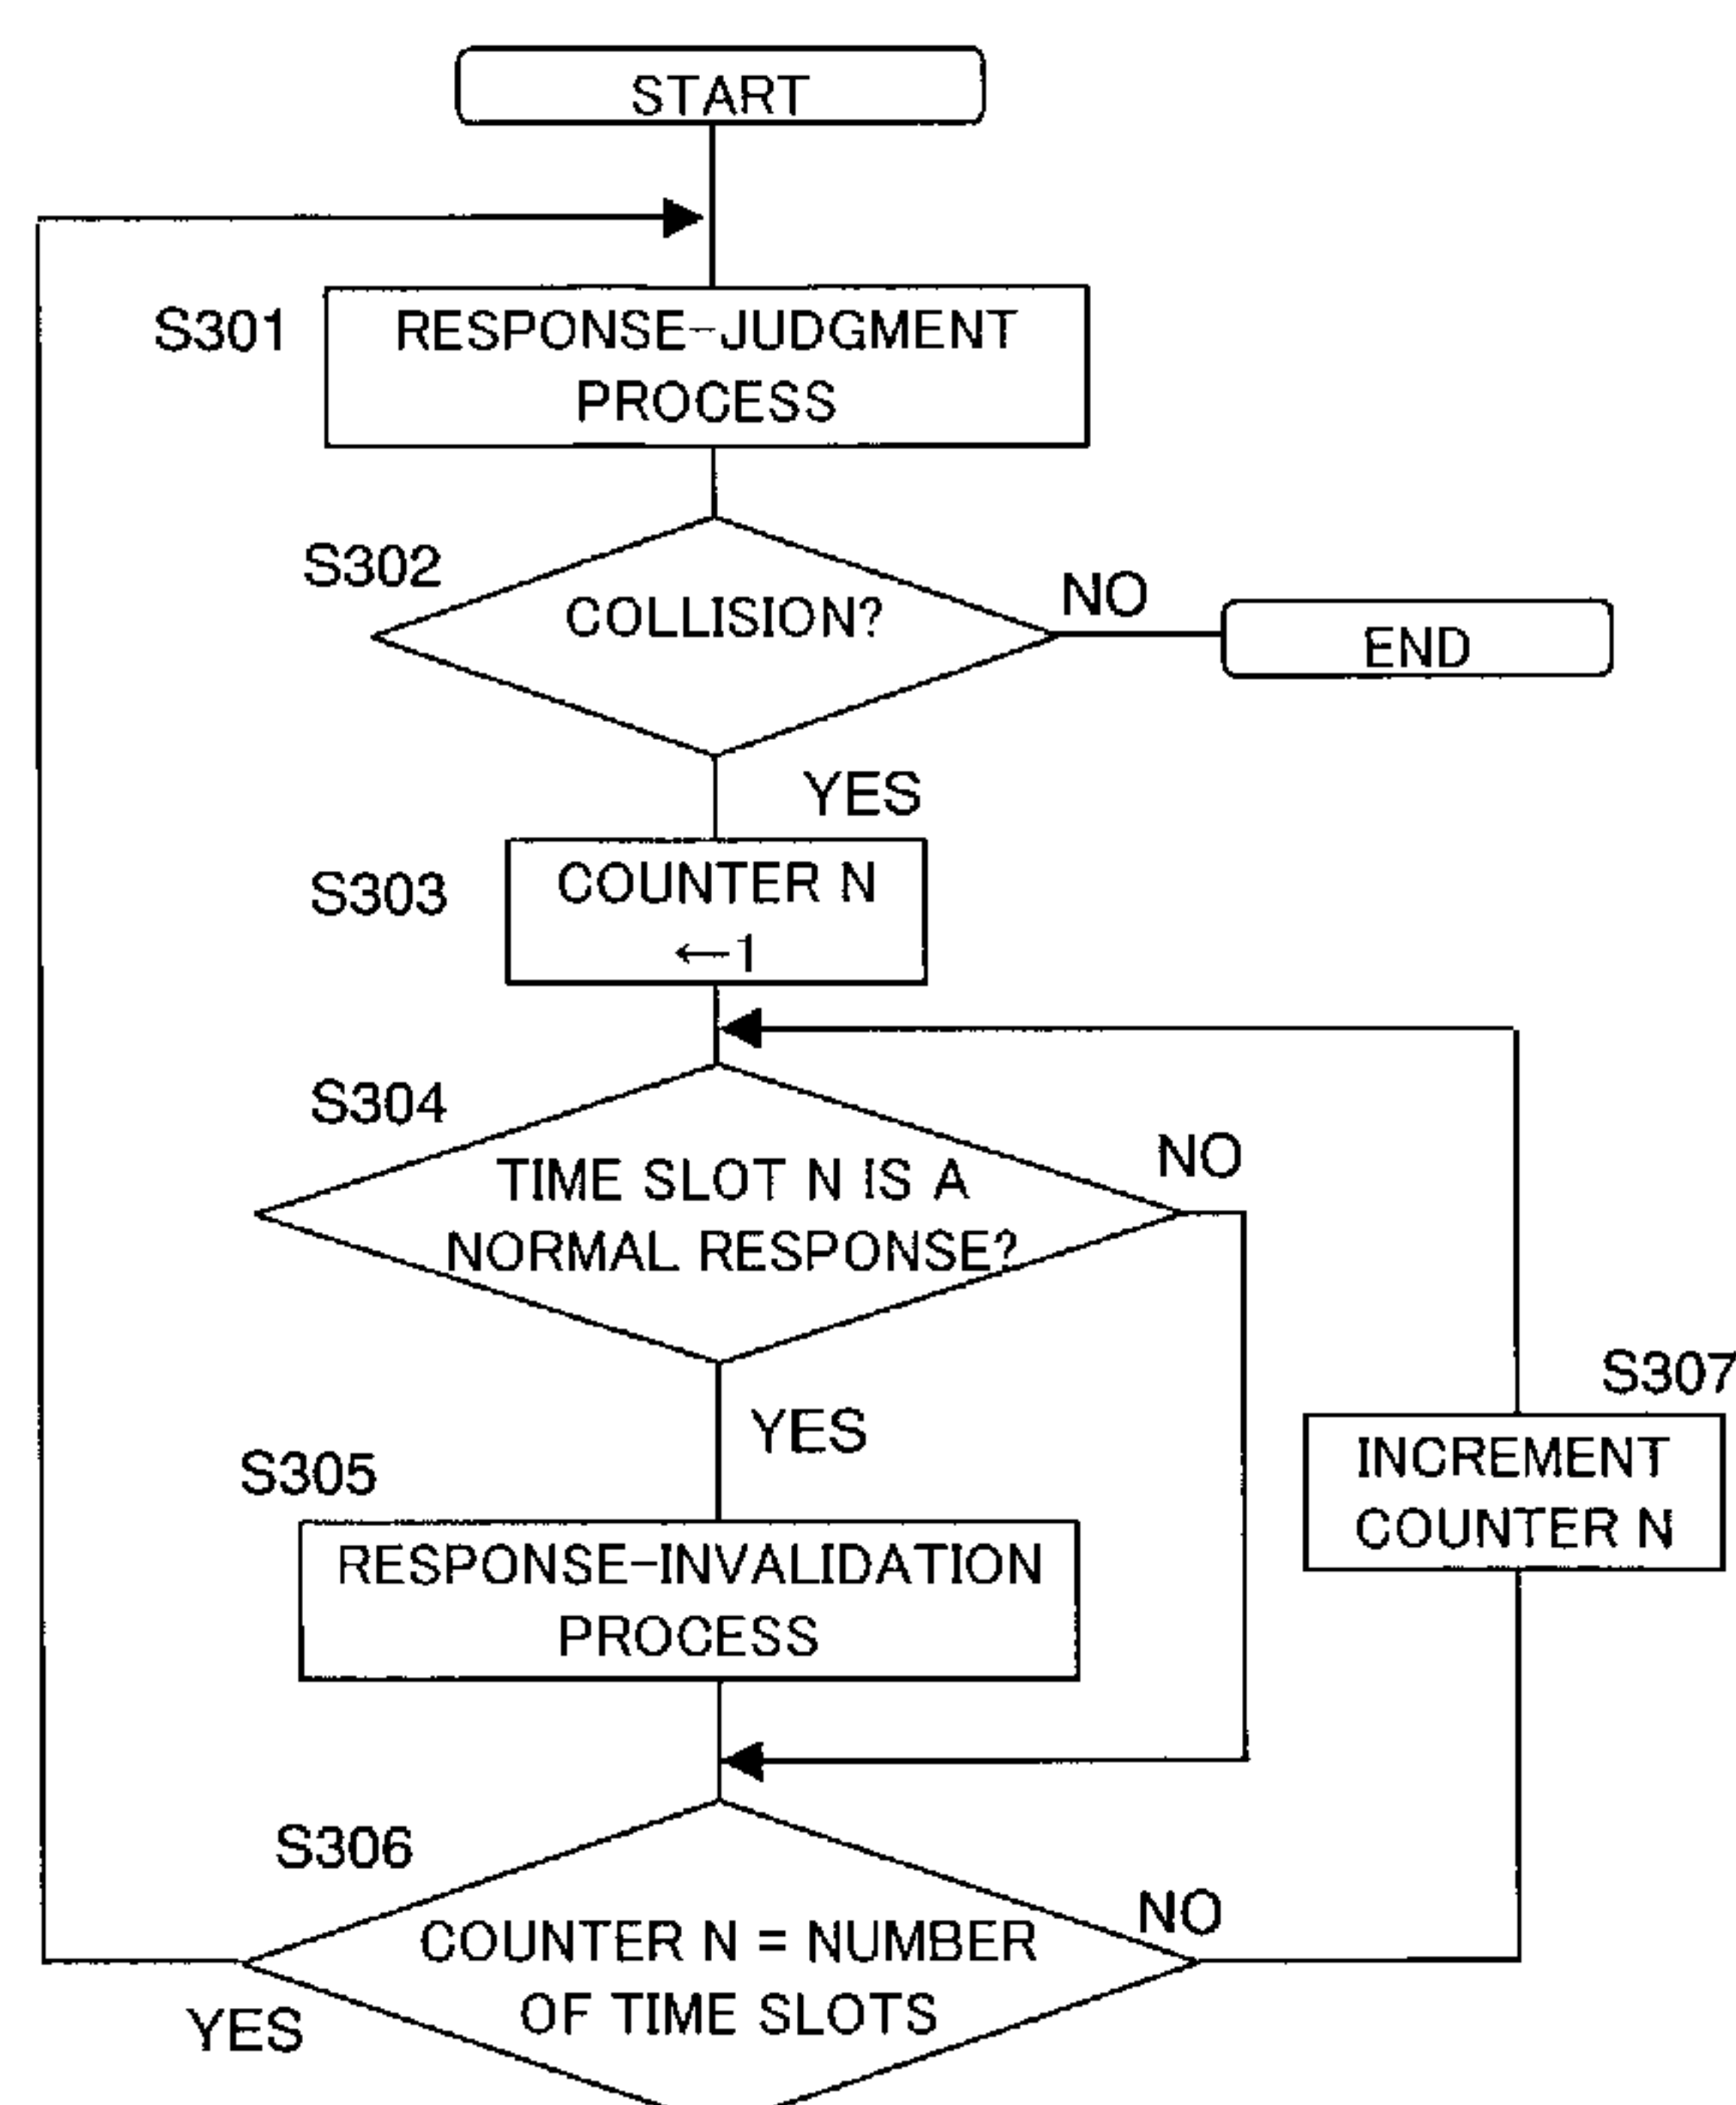 START
S301
RESPONSE-JUDGMENT
PROCESS
S302
COLLISION?
NO
END
YES
S303
COUNTER N
←1
S304
TIME SLOT N IS A
NORMAL RESPONSE?
NO
YES
S305
RESPONSE-INVALIDATION
PROCESS
S307
INCREMENT
COUNTER N
S306
COUNTER N = NUMBER
OF TIME SLOTS
NO
YES